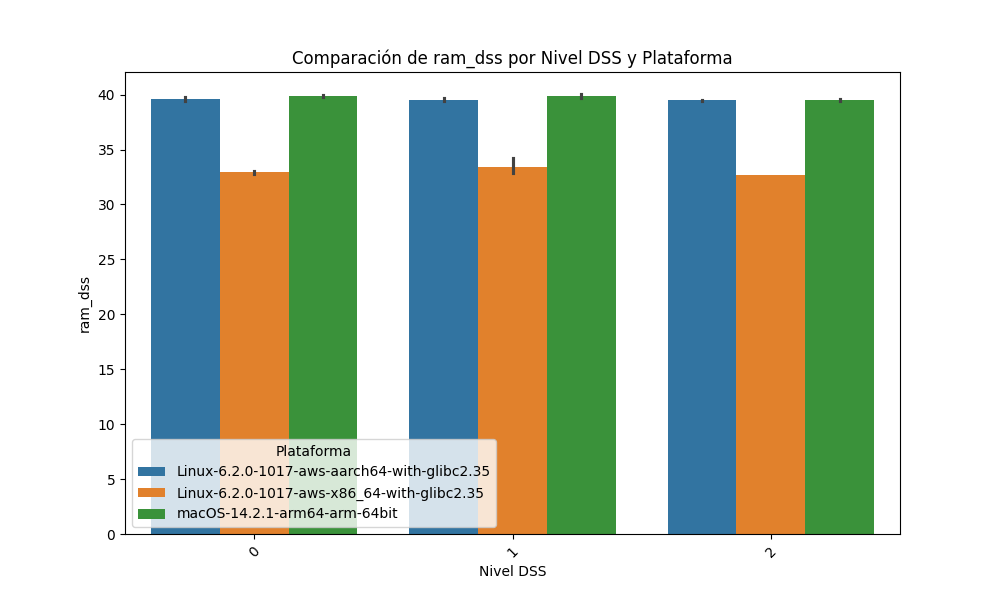 Comparación de ram_dss por Nivel DSS y Plataforma
ram_dss
40
35
30
25
20
15
10
5
0
Plataforma
Linux-6.2.0-1017-aws-aarch64-with-glibc2.35
Linux-6.2.0-1017-aws-x86_64-with-glibc2.35
macOS-14.2.1-arm64-arm-64bit
0
1
2
Nivel DSS